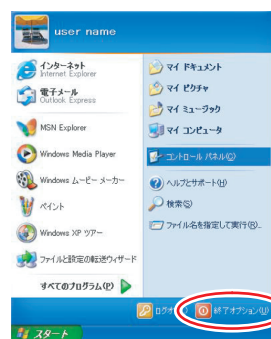 user name
インターネット
Internet Explorer
電子メール
Outlook Express
MSN Explorer
Windows Media Player
Windows ムービー メーカー
ペイント
Windows XP ツアー
ファイルと設定の転送ウィザード
すべてのプログラム(P)
マイ ドキュメント
マイ ピクチャ
マイ ミュージック
マイ コンピュータ
コントロール パネル(C)
ヘルプとサポート(H)
検索(S)
ファイル名を指定して実行(R)...
終了オプション(U)
スタート